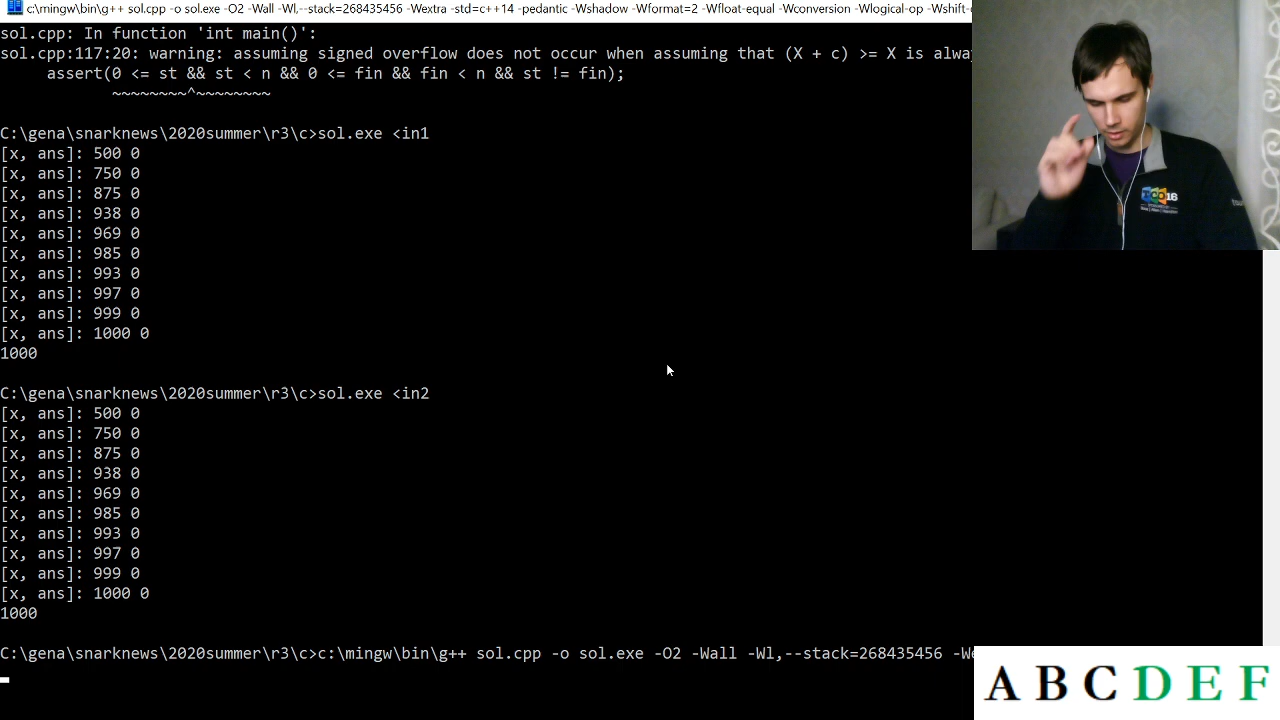 c:\mingw\bin\g++ sol.cpp -o sol.exe -O2 -Wall -Wl,--stack=268435456 -Wextra -std=c++14 -pedantic -Wshadow -Wformat=2 -Wfloat-equal -Wconversion -Wlogical-op -Wshift-
sol.cpp: In function 'int main()':
sol.cpp:117:20: warning: assuming signed overflow does not occur when assuming that (X + c) >= X is
assert(0 <= st && st < n && 0 <= fin && fin < n && st != fin);
~~~~~~~~^~~~~~~~~
C:\gena\snarknews\2020summer\r3\c>sol.exe <in1
[x, ans]: 500 0
[x, ans]: 750 0
[x, ans]: 875 0
[x, ans]: 938 0
[x, ans]: 969 0
[x, ans]: 985 0
[x, ans]: 993 0
[x, ans]: 997 0
[x, ans]: 999 0
[x, ans]: 1000 0
1000
C:\gena\snarknews\2020summer\r3\c>sol.exe <in2
[x, ans]: 500 0
[x, ans]: 750 0
[x, ans]: 875 0
[x, ans]: 938 0
[x, ans]: 969 0
[x, ans]: 985 0
[x, ans]: 993 0
[x, ans]: 997 0
[x, ans]: 999 0
[x, ans]: 1000 0
1000
C:\gena\snarknews\2020summer\r3\c>c:\mingw\bin\g++ sol.cpp -o sol.exe -O2 -Wall -Wl,--stack=268435456
A B C D E F